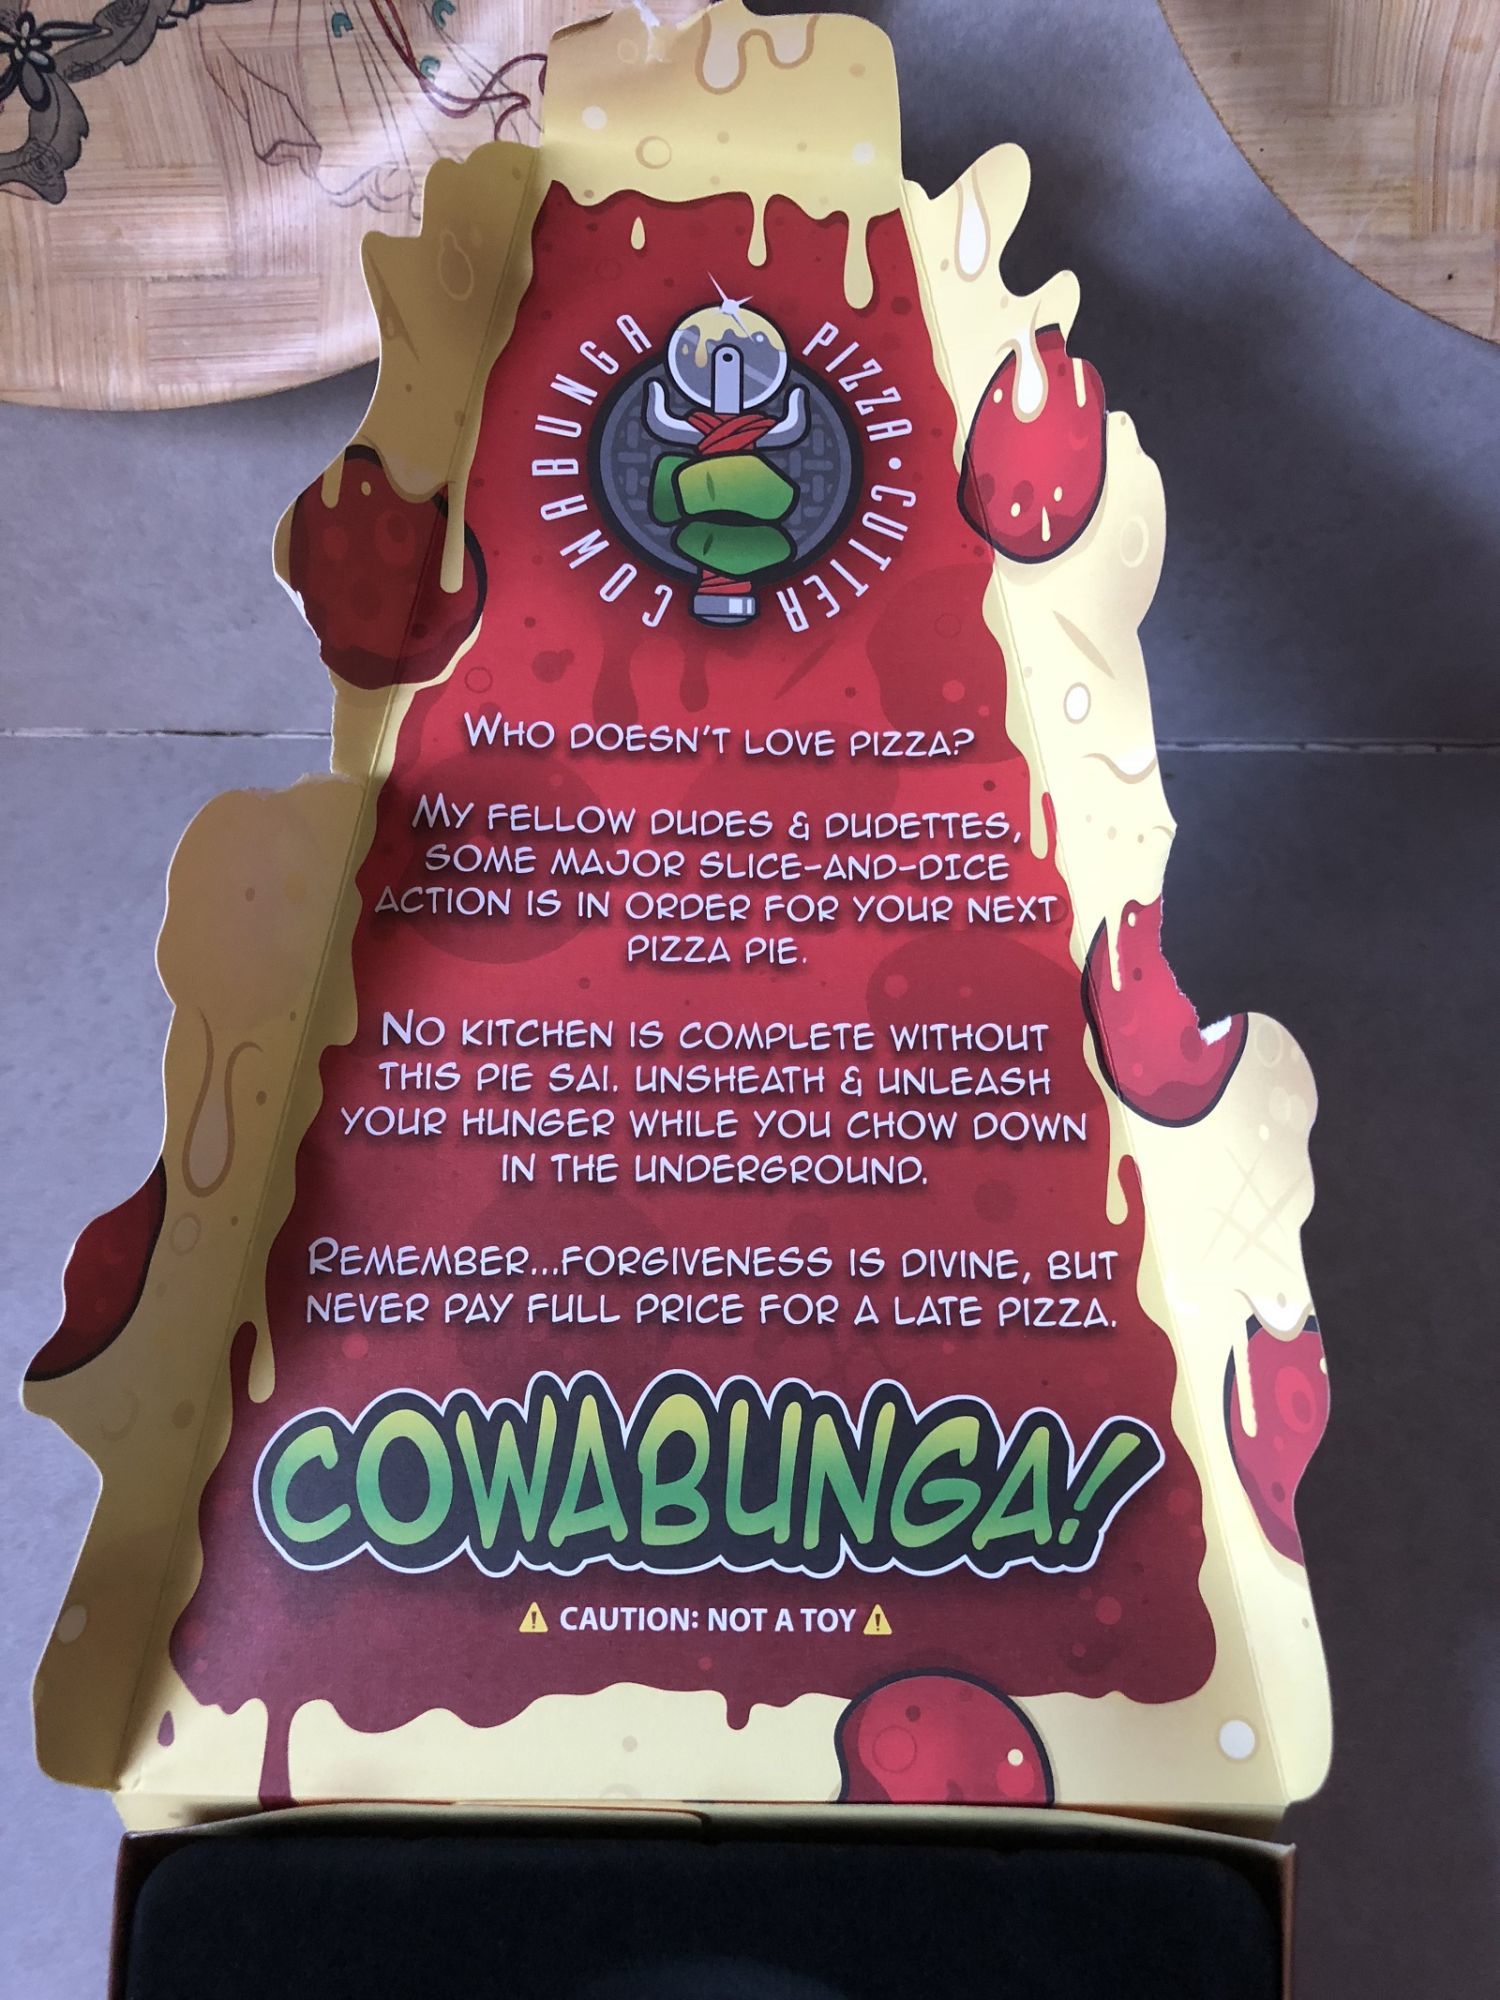 COWABUNGA PIZZA • CUTTER
WHO DOESN'T LOVE PIZZA?
MY FELLOW DUDES & DUDETTES,
SOME MAJOR SLICE-AND-DICE
ACTION IS IN ORDER FOR YOUR NEXT
PIZZA PIE.
NO KITCHEN IS COMPLETE WITHOUT
THIS PIE SAI. UNSHEATH & UNLEASH
YOUR HUNGER WHILE YOU CHOW DOWN
IN THE UNDERGROUND.
REMEMBER...FORGIVENESS IS DIVINE, BUT
NEVER PAY FULL PRICE FOR A LATE PIZZA.
COWABUNGA!
CAUTION: NOT A TOY